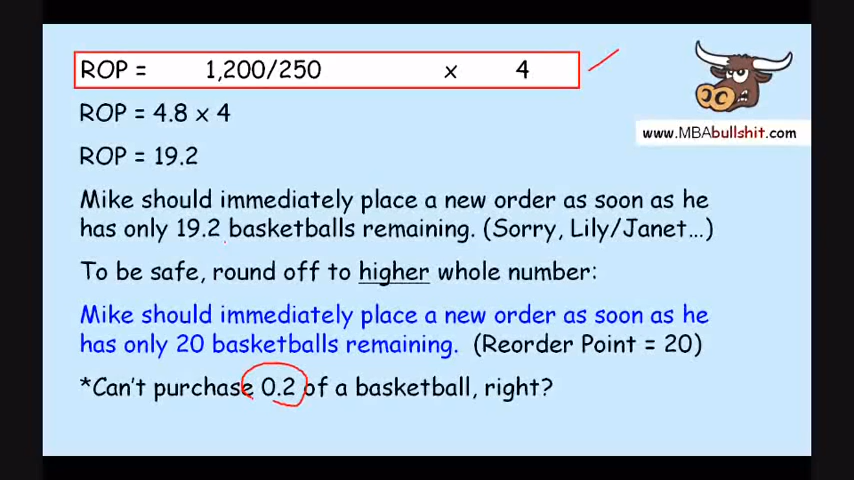 ROP = 1,200/250 x 4
www.MBAbullshit.com
ROP = 4.8 x 4
ROP = 19.2
Mike should immediately place a new order as soon as he
has only 19.2 basketballs remaining. (Sorry, Lily/Janet...)
To be safe, round off to higher whole number:
Mike should immediately place a new order as soon as he
has only 20 basketballs remaining. (Reorder Point = 20)
*Can't purchase 0.2 of a basketball, right?